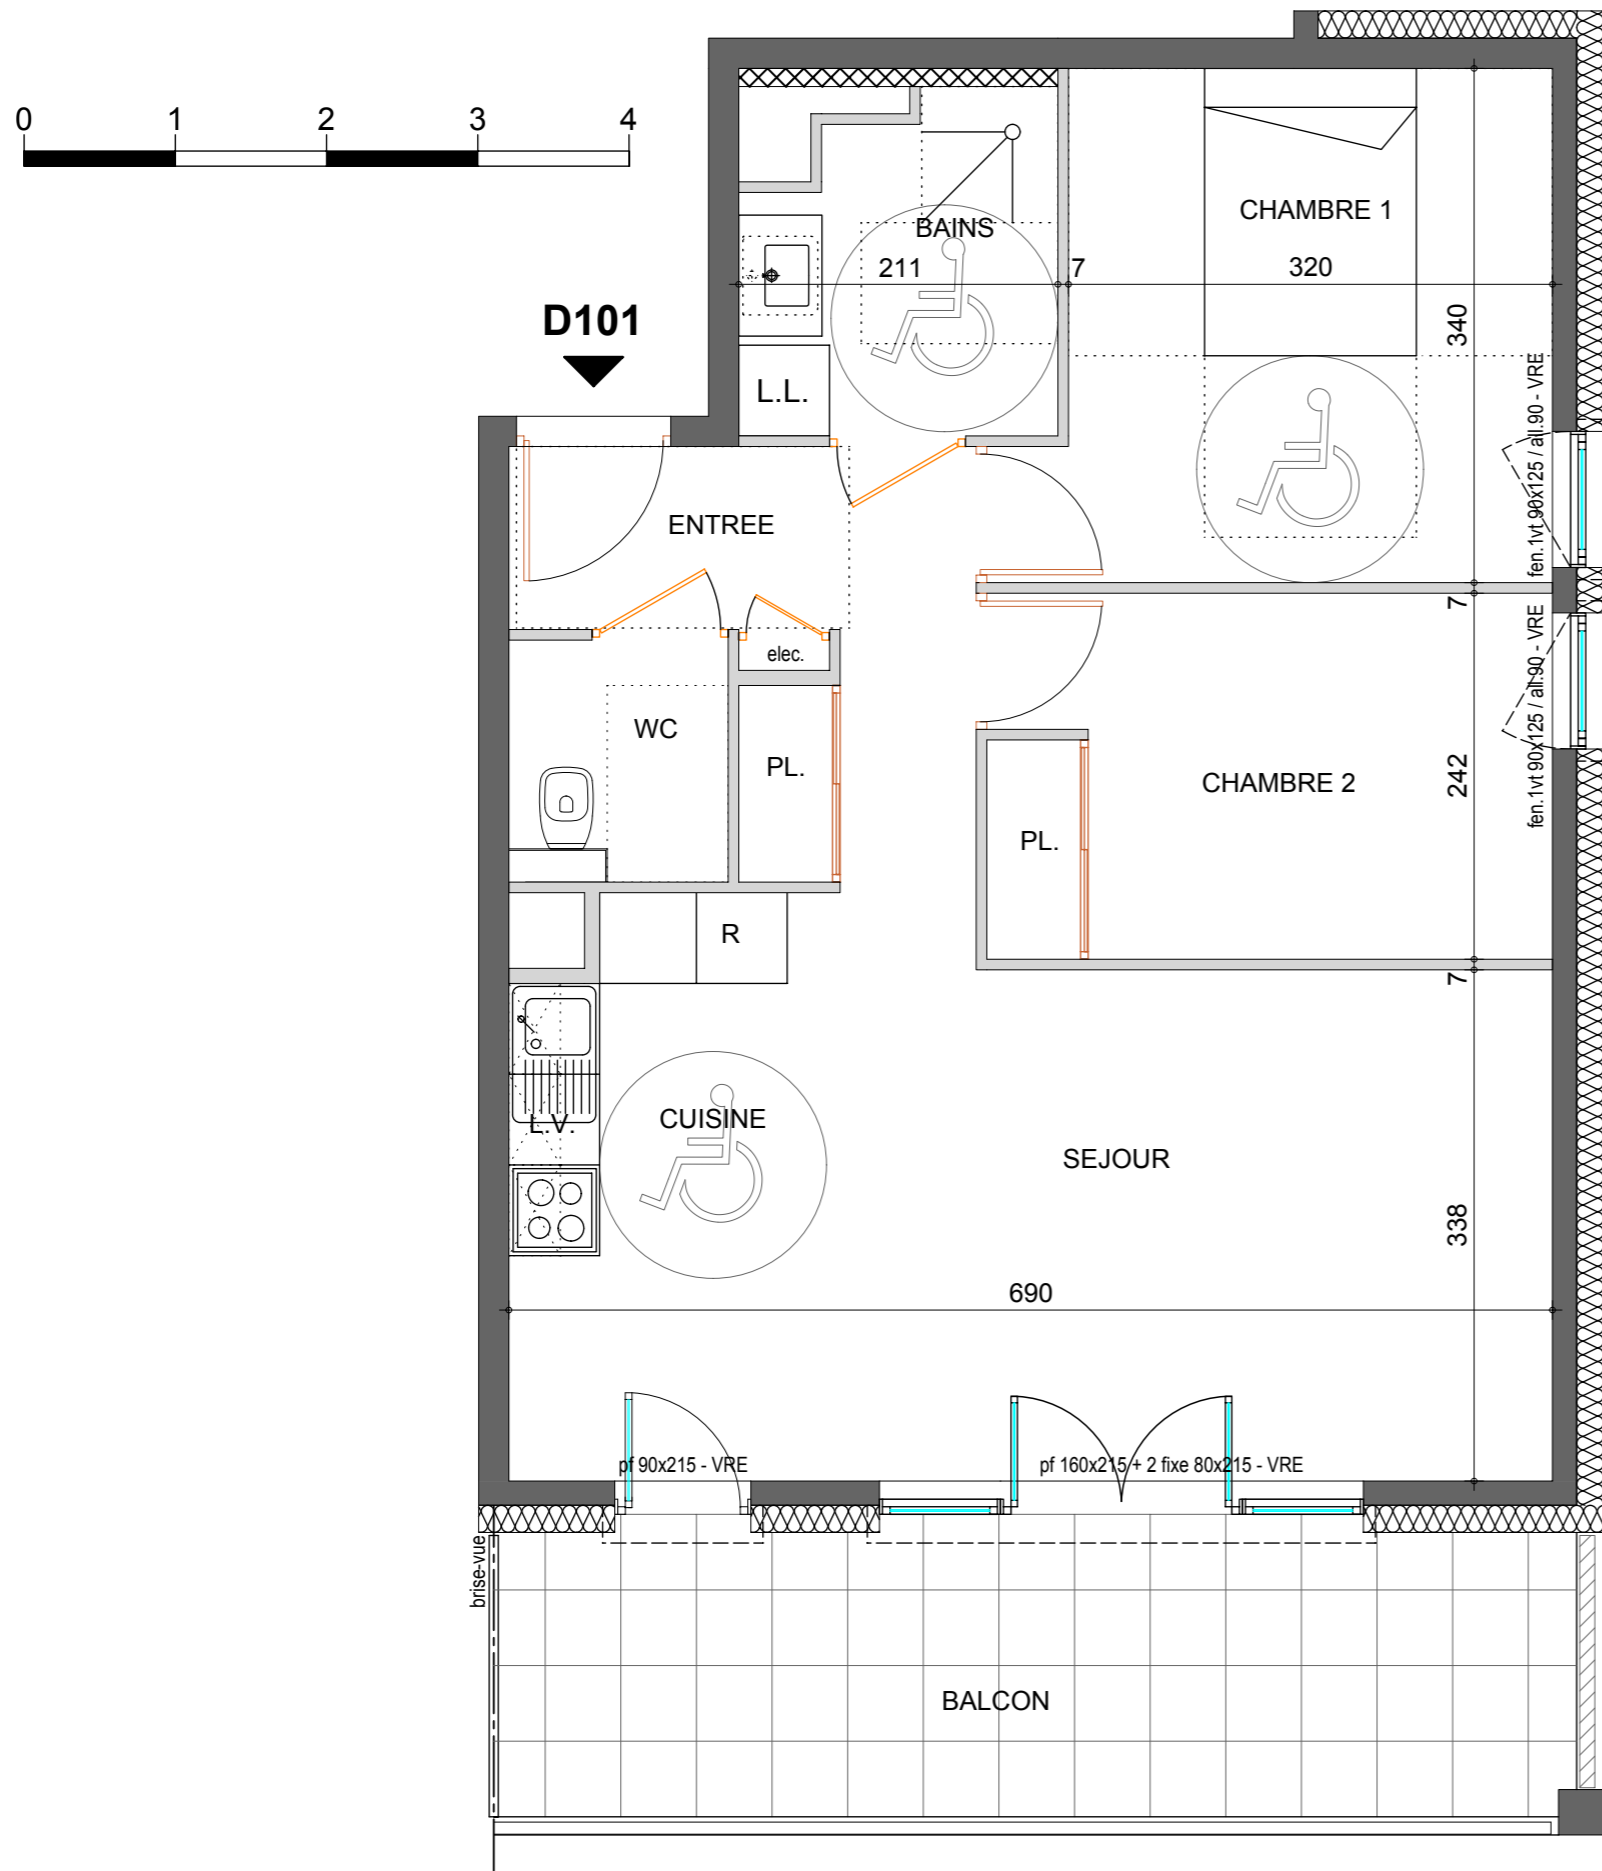 0 1 2 3 4
D101
BAINS
211
7
CHAMBRE 1
320
340
L.L.
fen.1vt 90x125 / all.90 - VRE
ENTREE
7
fen.1vt 90x125 / all.90 - VRE
elec.
WC
PL.
CHAMBRE 2
242
PL.
R
7
L.V.
CUISINE
SEJOUR
338
690
pf 90x215 - VRE
pf 160x215 + 2 fixe 80x215 - VRE
brise-vue
BALCON